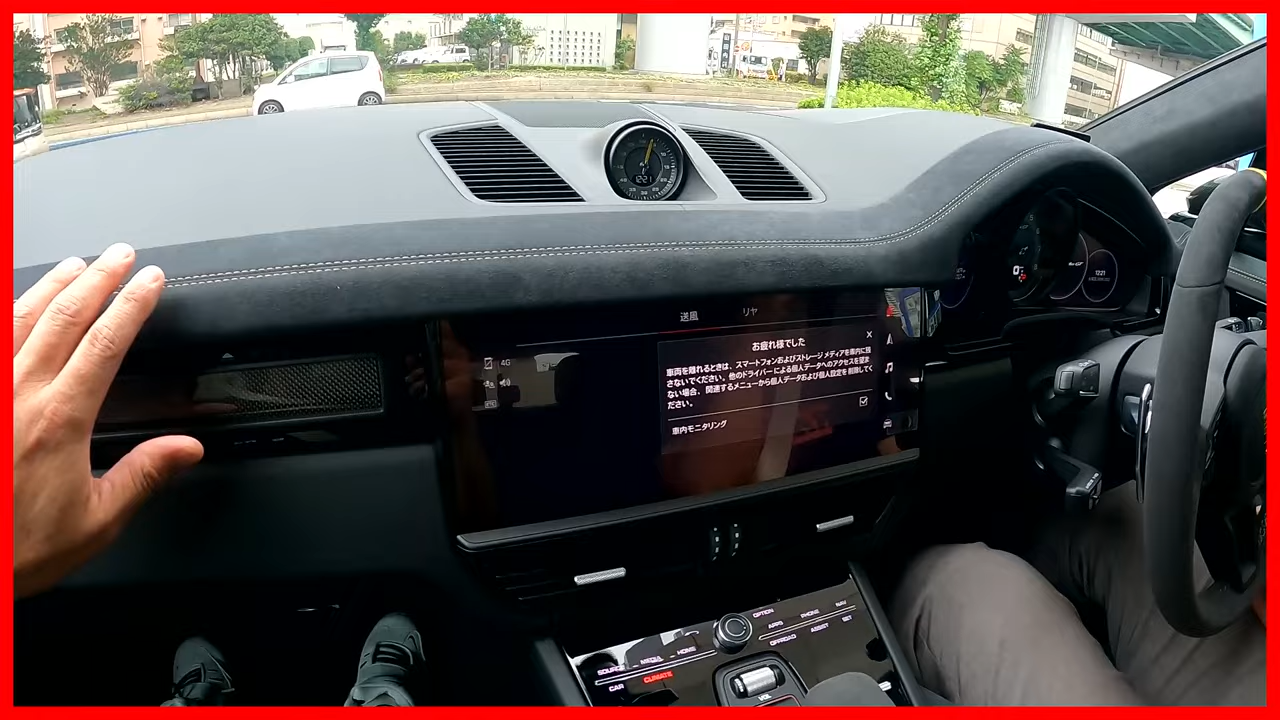 1221
送風
リヤ
4G
お疲れ様でした
X
車両を離れるときは、スマートフォンおよびストレージ メディアを車内に残
さないでください。他のドライバーによる個人データへのアクセスを望ま
ない場合、関連するメニューから個人データおよび個人設定を削除してく
ださい。
車内モニタリング
1221
OPTION
APPS
PHONE
NAV
OFFROAD
ASSIST
SET
SOURCE
MEDIA
HOME
CAR
CLIMATE
VOL